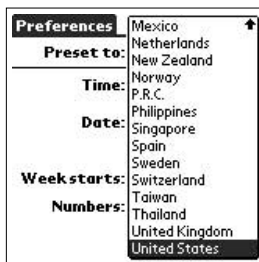 Preferences
Preset to:
Time:
Date:
Week starts:
Numbers:
Mexico
Netherlands
New Zealand
Norway
P.R.C.
Philippines
Singapore
Spain
Sweden
Switzerland
Taiwan
Thailand
United Kingdom
United States